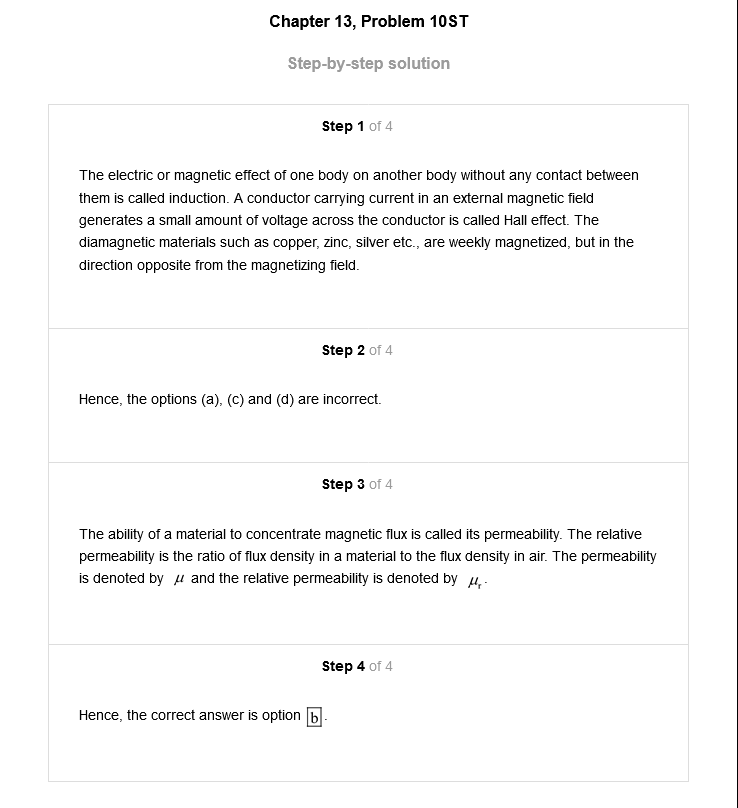 Chapter 13, Problem 10ST
Step-by-step solution
Step 1 of 4
The electric or magnetic effect of one body on another body without any contact between
them is called induction. A conductor carrying current in an external magnetic field
generates a small amount of voltage across the conductor is called Hall effect. The
diamagnetic materials such as copper, zinc, silver etc., are weekly magnetized, but in the
direction opposite from the magnetizing field.
Step 2 of 4
Hence, the options (a), (c) and (d) are incorrect.
Step 3 of 4
The ability of a material to concentrate magnetic flux is called its permeability. The relative
permeability is the ratio of flux density in a material to the flux density in air. The permeability
is denoted by μ and the relative permeability is denoted by μr.
Step 4 of 4
Hence, the correct answer is option b.